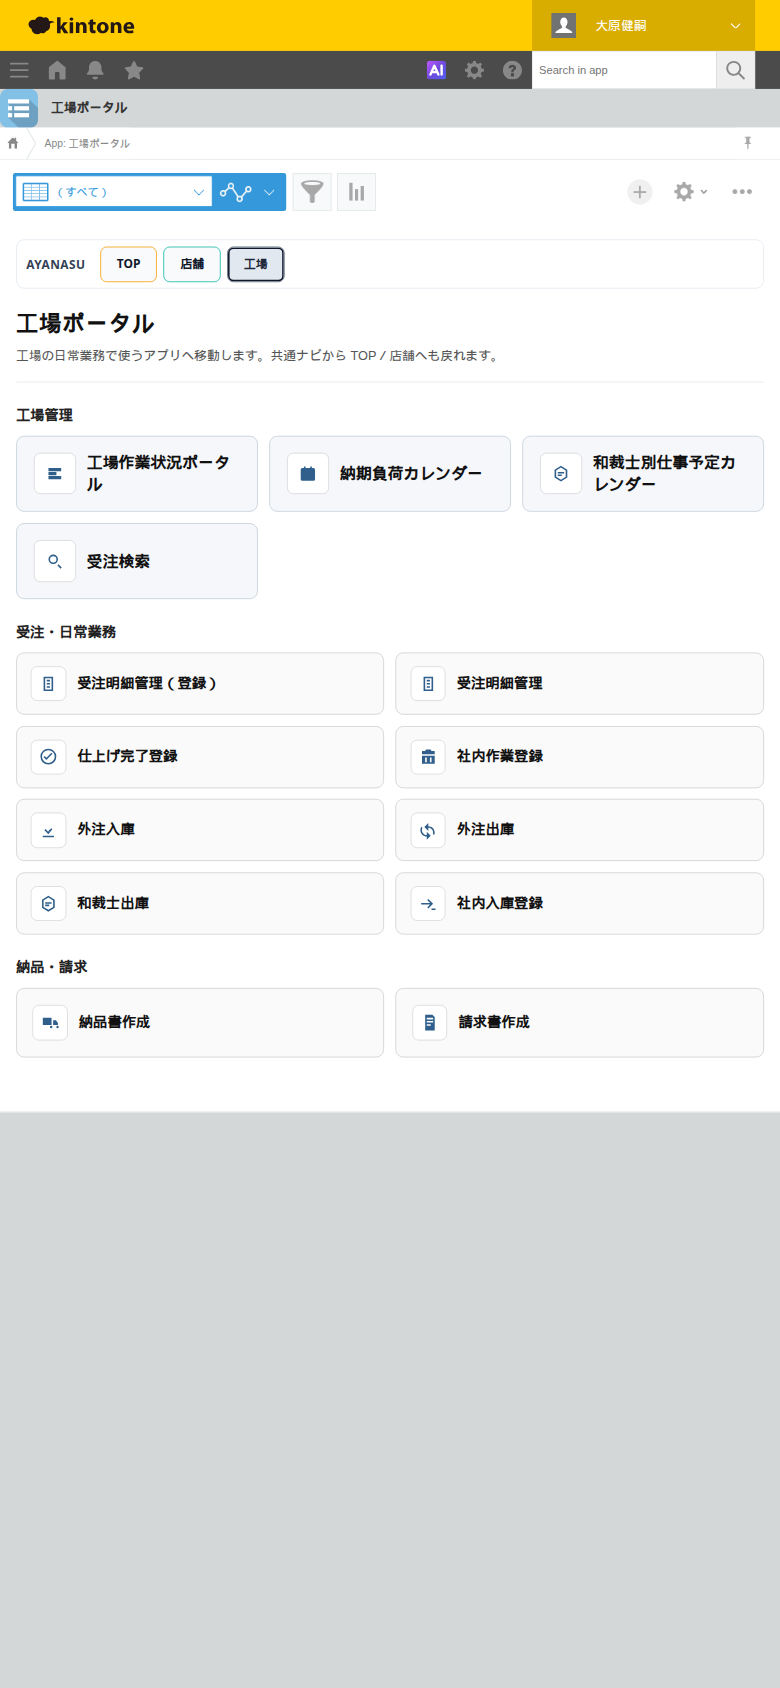 kintone
大原健嗣
AI
Search in app
工場ポータル
App: 工場ポータル
(すべて)
AYANASU
TOP
店舗
工場
工場ポータル
工場の日常業務で使うアプリへ移動します。共通ナビから TOP / 店舗へも戻れます。
工場管理
工場作業状況ポータ
ル
納期負荷カレンダー
和裁士別仕事予定カ
レンダー
受注検索
受注・日常業務
受注明細管理(登録)
受注明細管理
仕上げ完了登録
社内作業登録
外注入庫
外注出庫
和裁士出庫
社内入庫登録
納品・請求
納品書作成
請求書作成